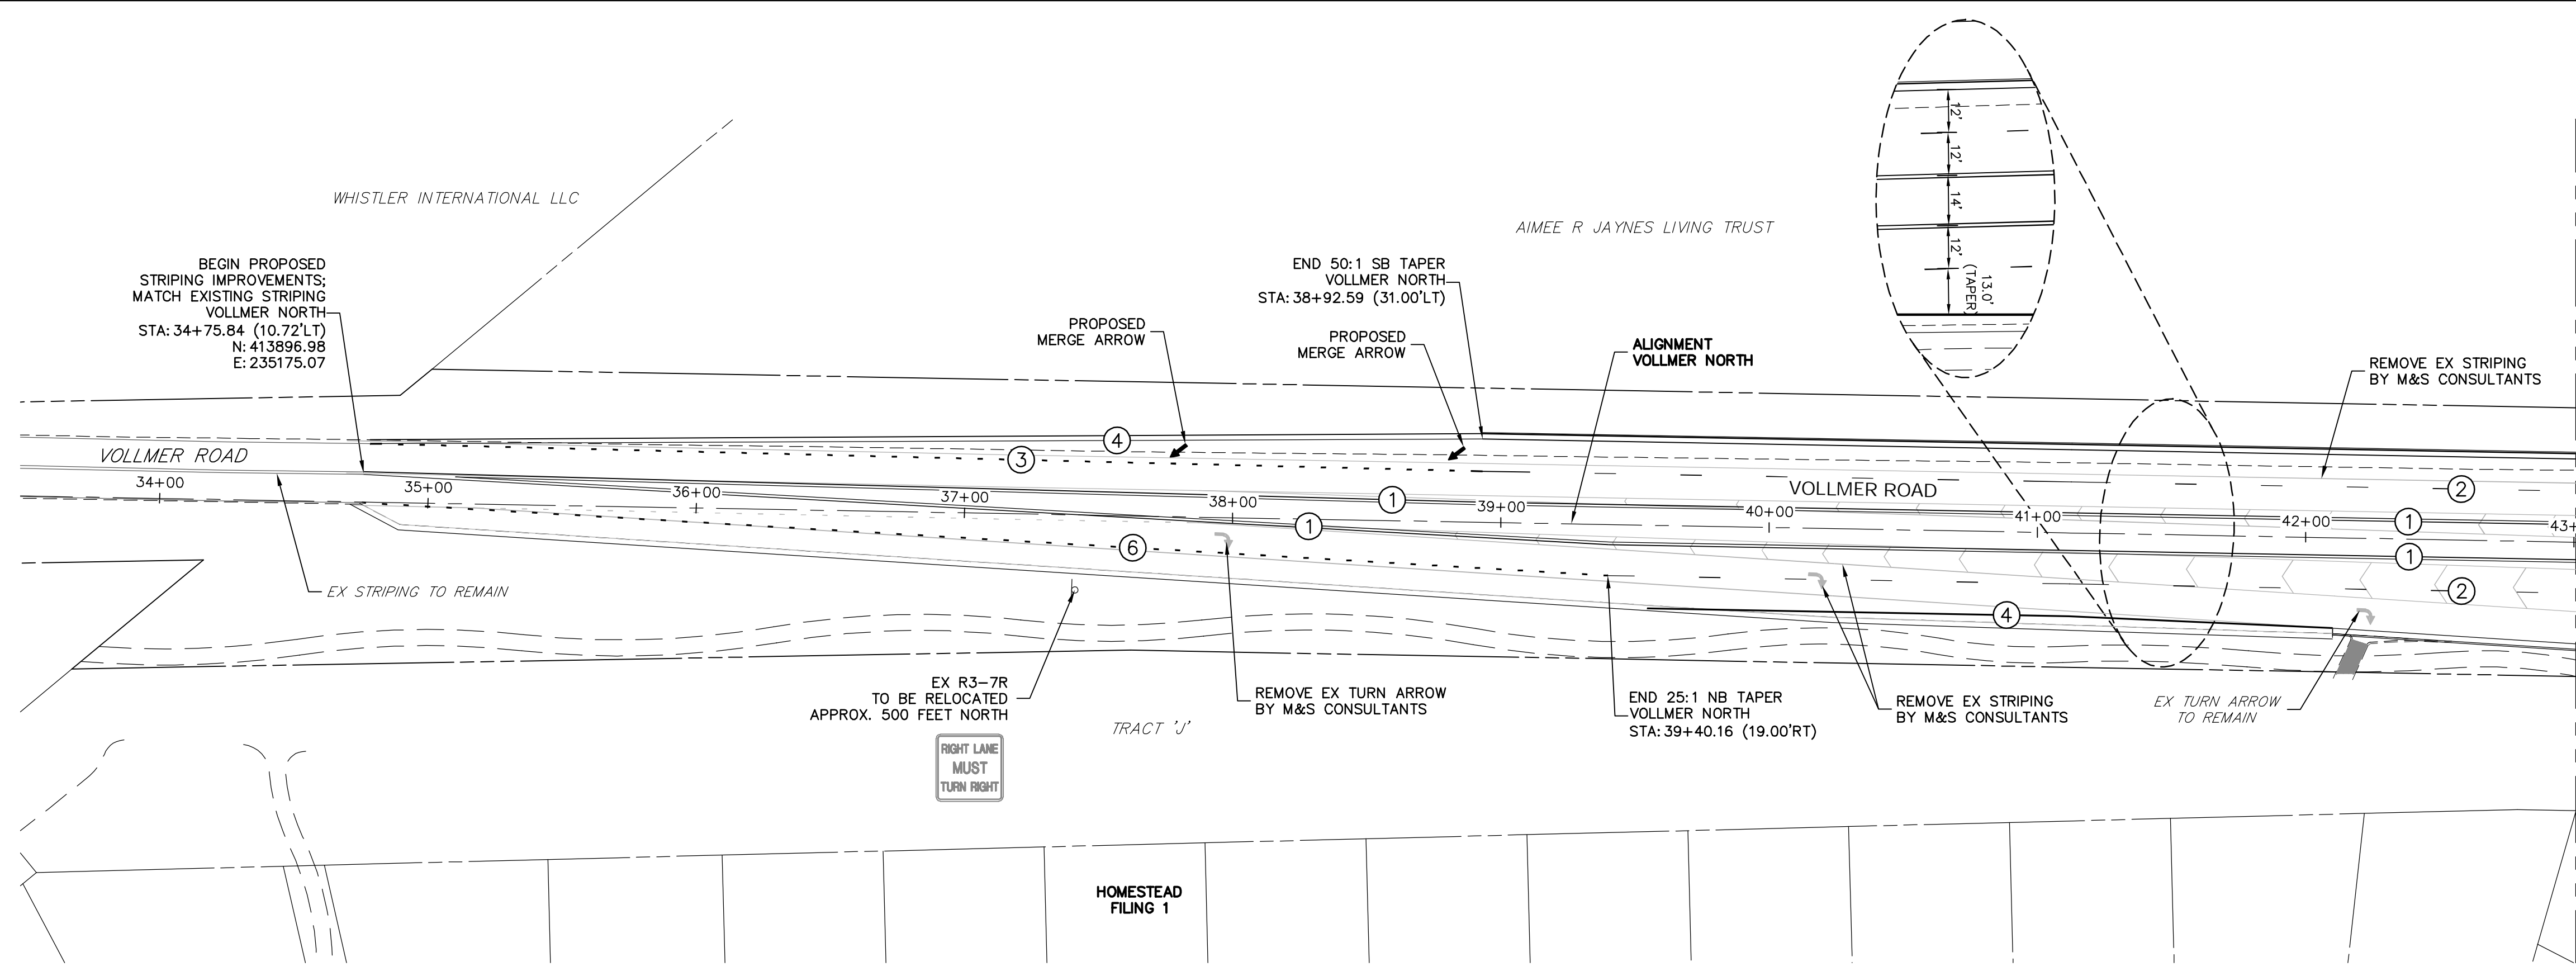 WHISTLER INTERNATIONAL LLC
AIMEE R JAYNES LIVING TRUST
12'
12'
14'
12'
13.0'
(TAPER)
BEGIN PROPOSED
STRIPING IMPROVEMENTS;
MATCH EXISTING STRIPING
VOLLMER NORTH
STA: 34+75.84 (10.72'LT)
N: 413896.98
E: 235175.07
PROPOSED
MERGE ARROW
END 50:1 SB TAPER
VOLLMER NORTH
STA: 38+92.59 (31.00'LT)
PROPOSED
MERGE ARROW
ALIGNMENT
VOLLMER NORTH
REMOVE EX STRIPING
BY M&S CONSULTANTS
VOLLMER ROAD
4
3
VOLLMER ROAD
2
34+00
35+00
36+00
37+00
38+00
39+00
40+00
41+00
42+00
43+
1
1
1
1
6
2
4
EX STRIPING TO REMAIN
EX R3-7R
TO BE RELOCATED
APPROX. 500 FEET NORTH
RIGHT LANE
MUST
TURN RIGHT
TRACT 'J'
REMOVE EX TURN ARROW
BY M&S CONSULTANTS
END 25:1 NB TAPER
VOLLMER NORTH
STA: 39+40.16 (19.00'RT)
REMOVE EX STRIPING
BY M&S CONSULTANTS
EX TURN ARROW
TO REMAIN
HOMESTEAD
FILING 1